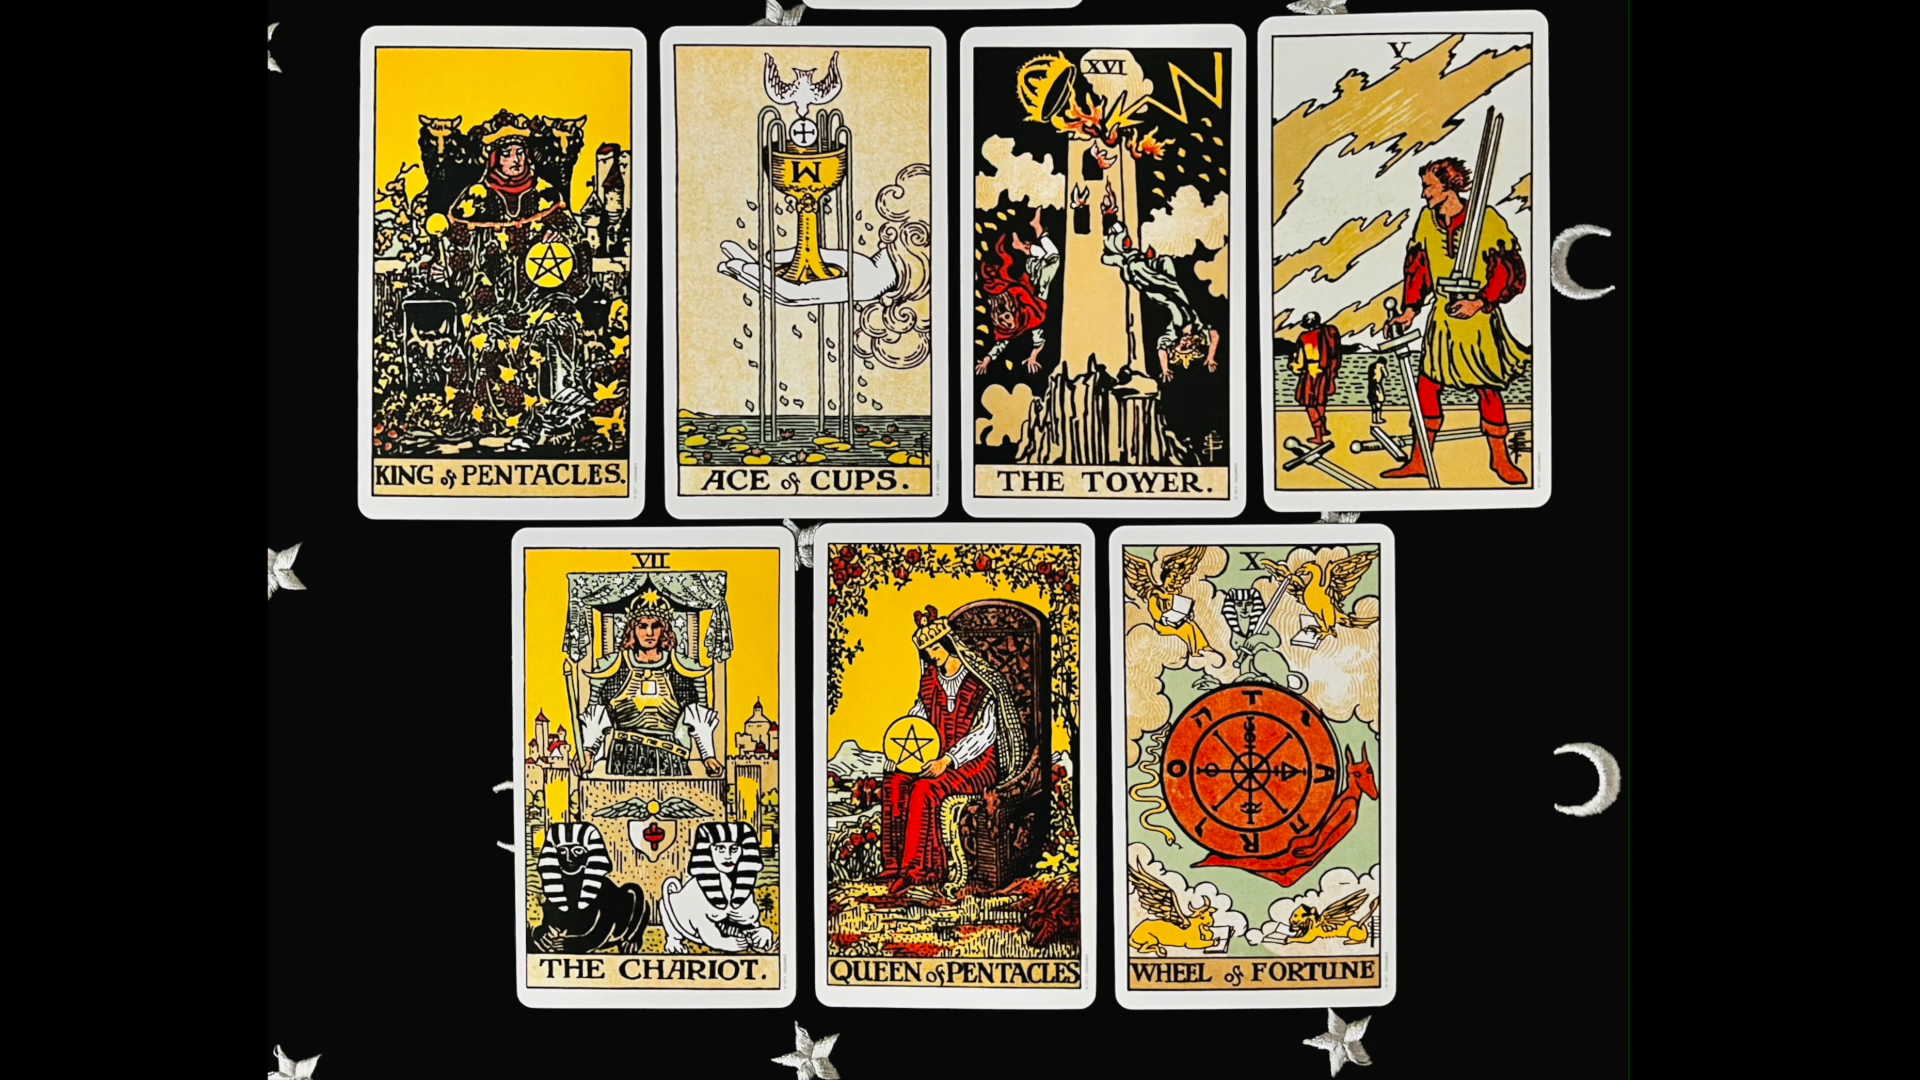 KING of PENTACLES.
M
ACE of CUPS.
XVI
THE TOWER.
V
VII
THE CHARIOT.
QUEEN of PENTACLES
X
T
A
R
O
WHEEL of FORTUNE